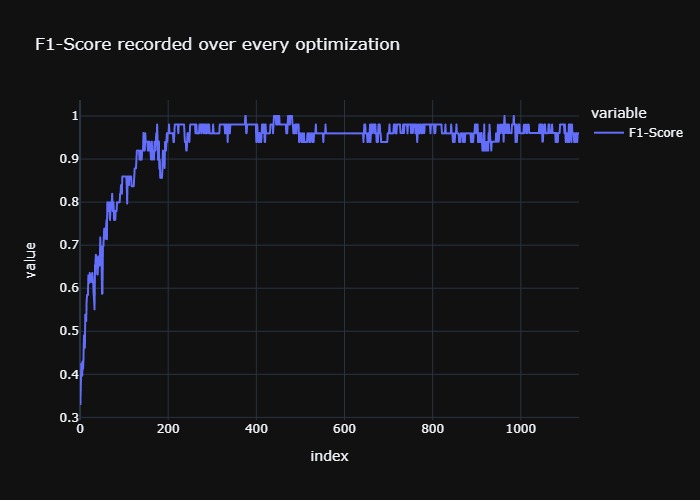 F1-Score recorded over every optimization
variable
F1-Score
value
1
0.9
0.8
0.7
0.6
0.5
0.4
0.3
0 200 400 600 800 1000
index